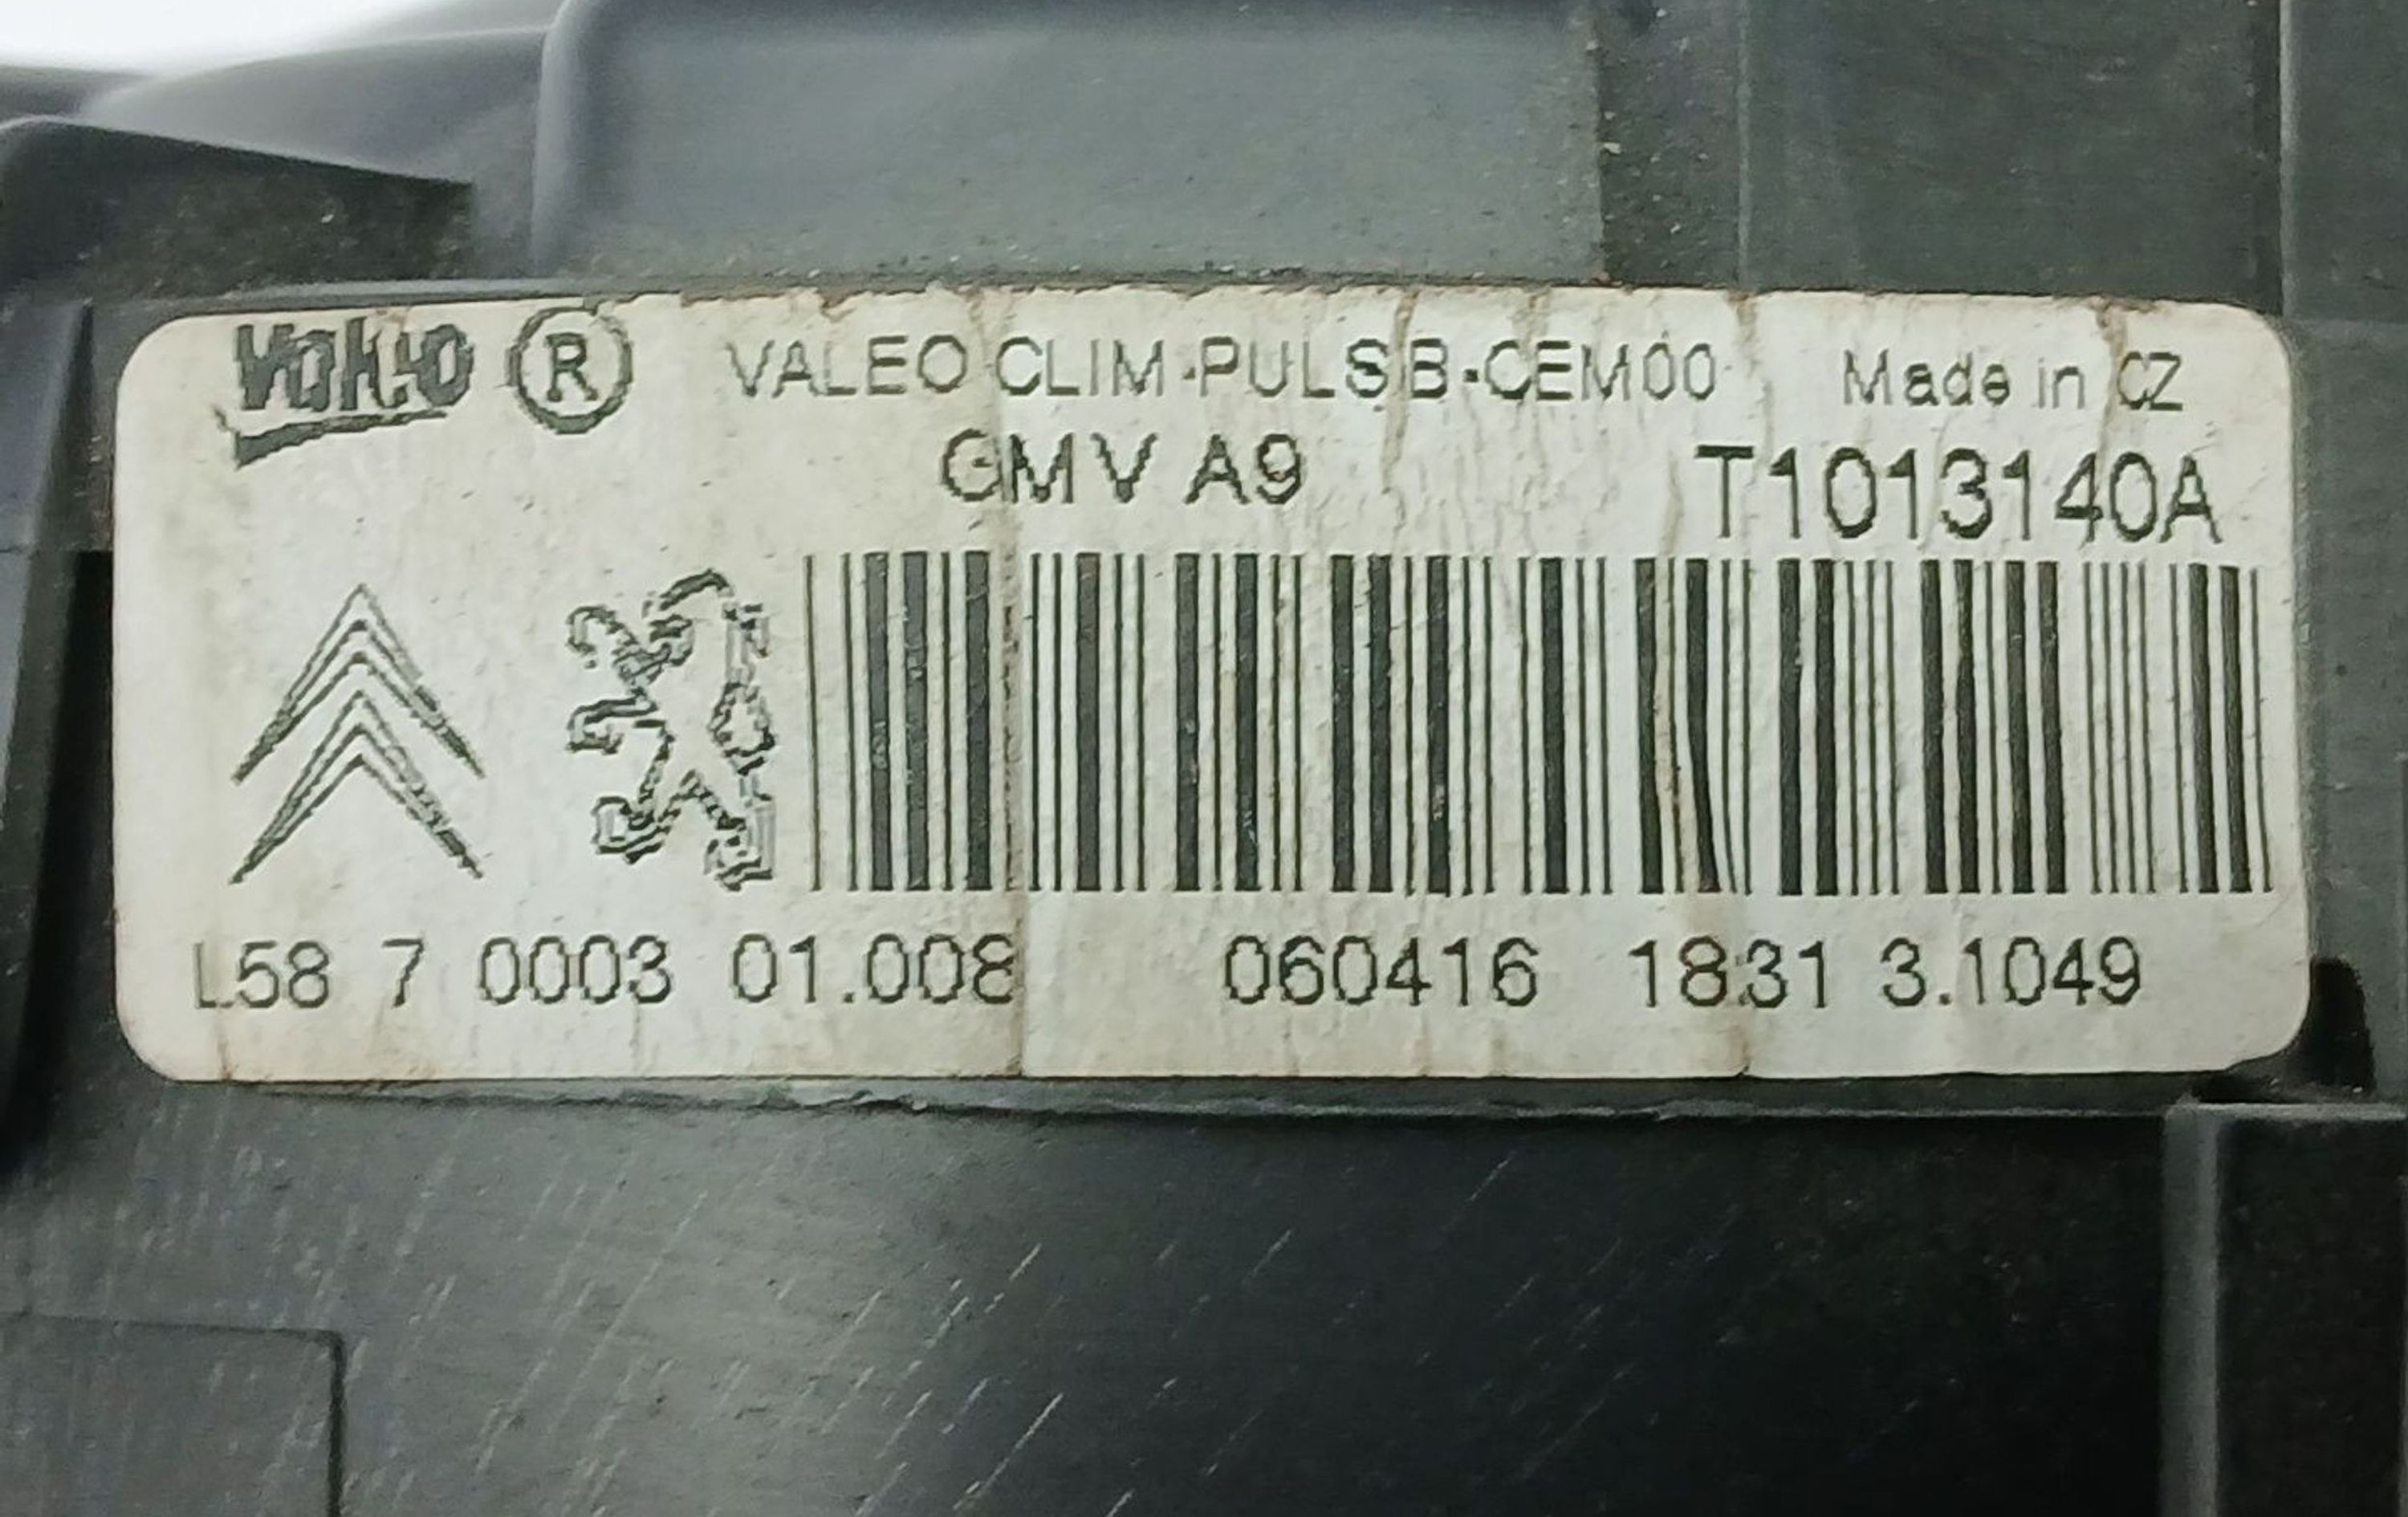 Valeo ® VALEO CLIM-PULSB-CEM00 Made in CZ
GMV A9 T1013140A
L58 7 0003 01.008 060416 1831 3.1049